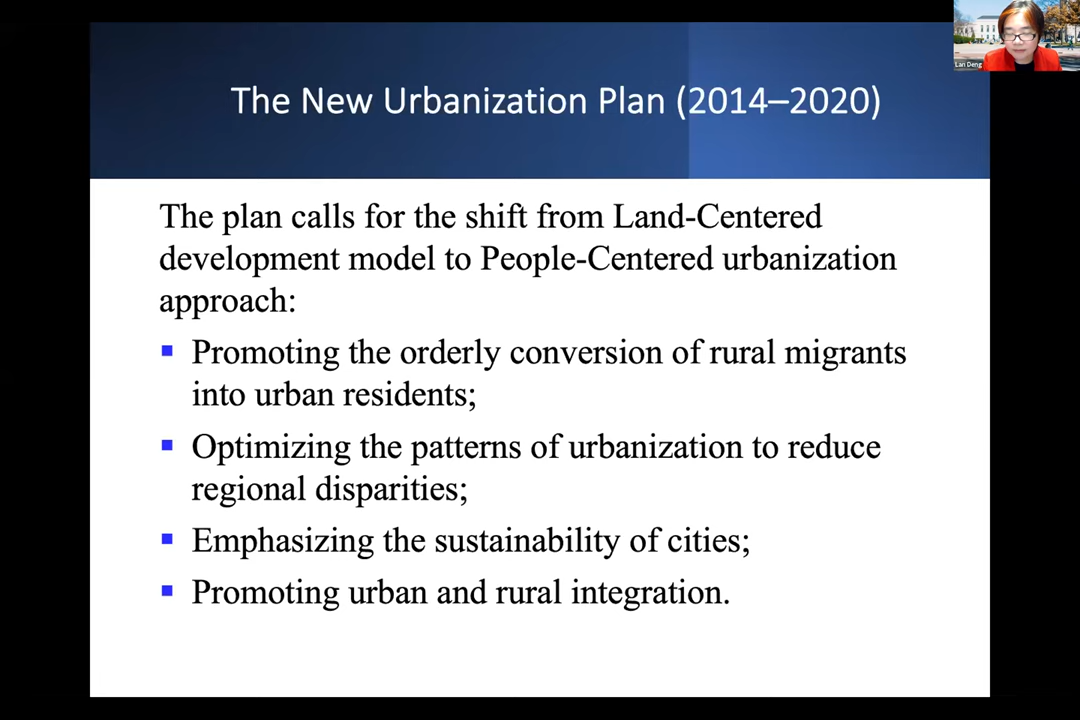 Lan Deng
The New Urbanization Plan (2014–2020)
The plan calls for the shift from Land-Centered
development model to People-Centered urbanization
approach:
▪ Promoting the orderly conversion of rural migrants
into urban residents;
▪ Optimizing the patterns of urbanization to reduce
regional disparities;
▪ Emphasizing the sustainability of cities;
▪ Promoting urban and rural integration.